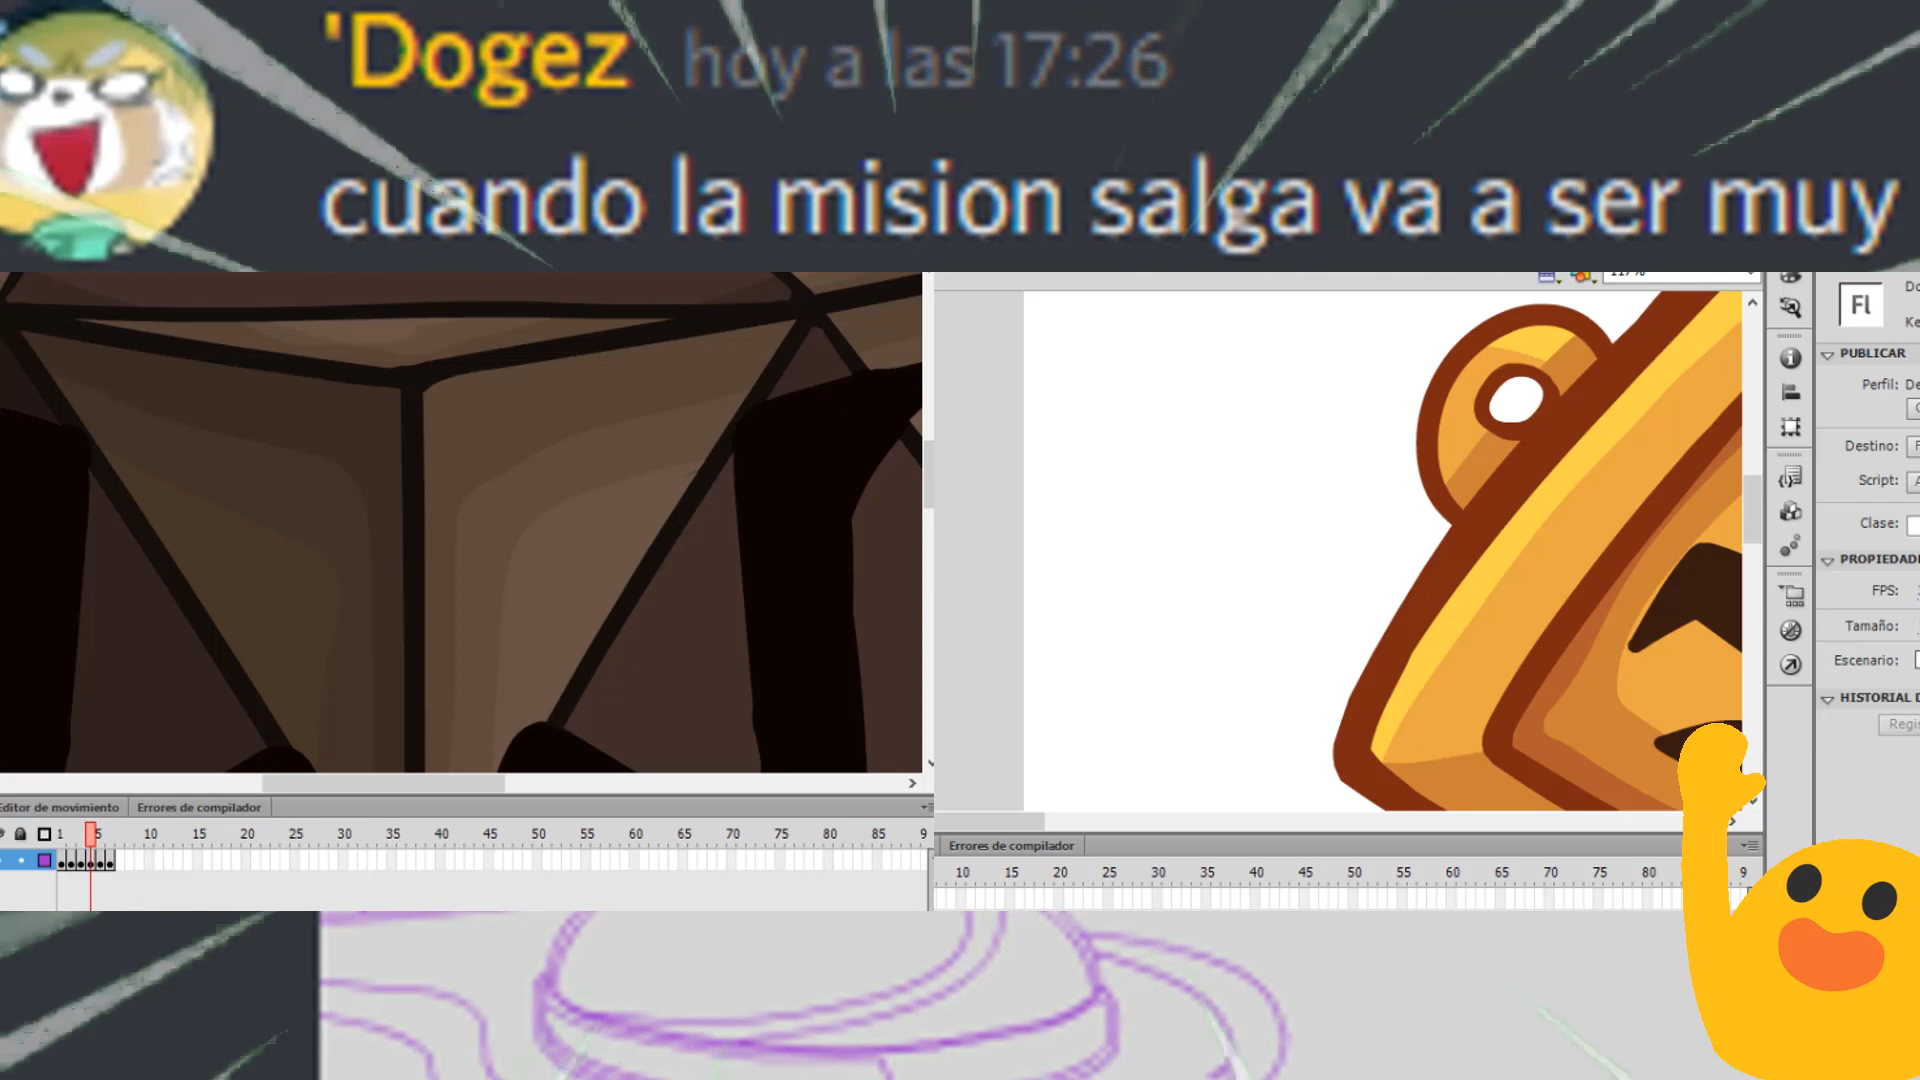 'Dogez hoy a las 17:26
cuando la mision salga va a ser muy
Editor de movimiento Errores de compilador
1 5 10 15 20 25 30 35 40 45 50 55 60 65 70 75 80 85 9
Fl
PUBLICAR
Perfil: De
Destino:
Script:
Clase:
PROPIEDAD
FPS:
Tamaño:
Escenario:
HISTORIAL D
Regis
Errores de compilador
10 15 20 25 30 35 40 45 50 55 60 65 70 75 80 9